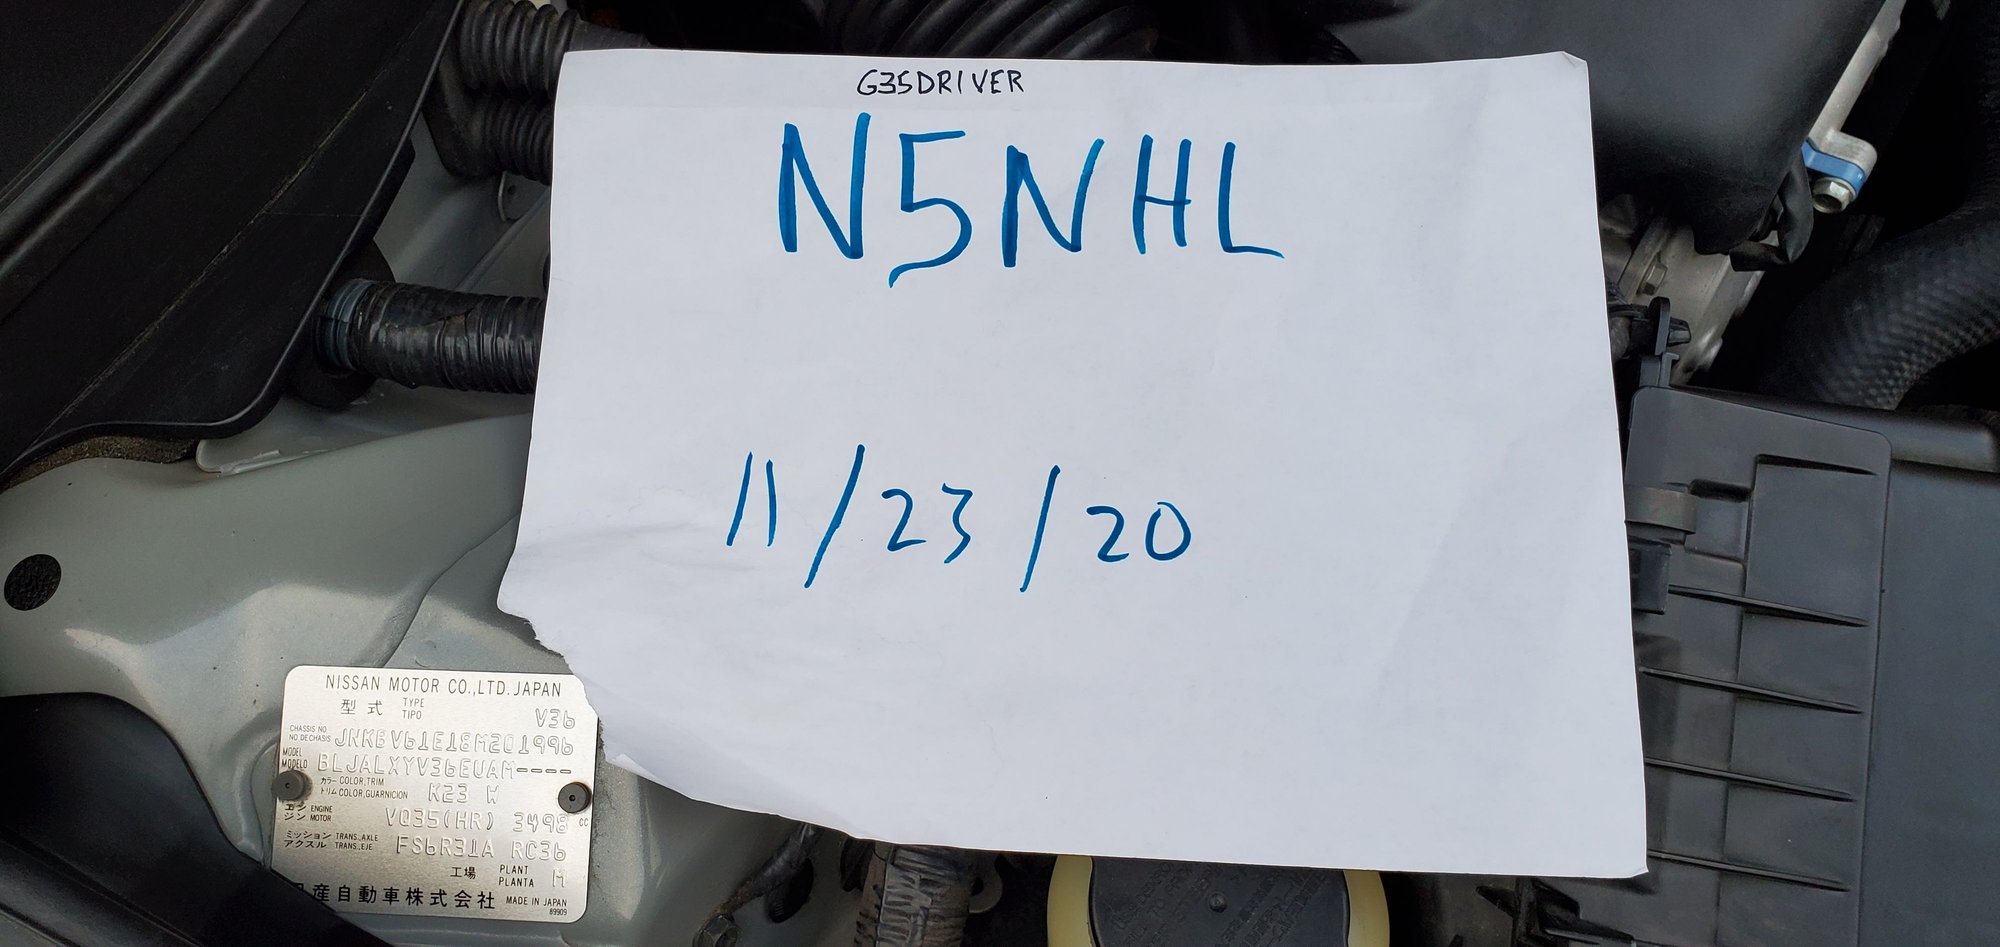 G35DRIVER
N5NHL
11/23/20
NISSAN MOTOR CO.,LTD.JAPAN
型式 TYPE TIPO V36
CHASSIS NO NO.DECHASIS JNKBV61E18M201996
MODEL MODELO BLJALXYV36EUAM----
カラー COLOR,TRIM
トリム COLOR,GUARNICION K23 W
エンジン ENGINE MOTOR VQ35(HR) 3498 CC
ミッション TRANS.,AXLE
アクスル TRANS.,EJE FS6R31A RC36
工場 PLANT PLANTA M
産自動車株式会社 MADE IN JAPAN
89909